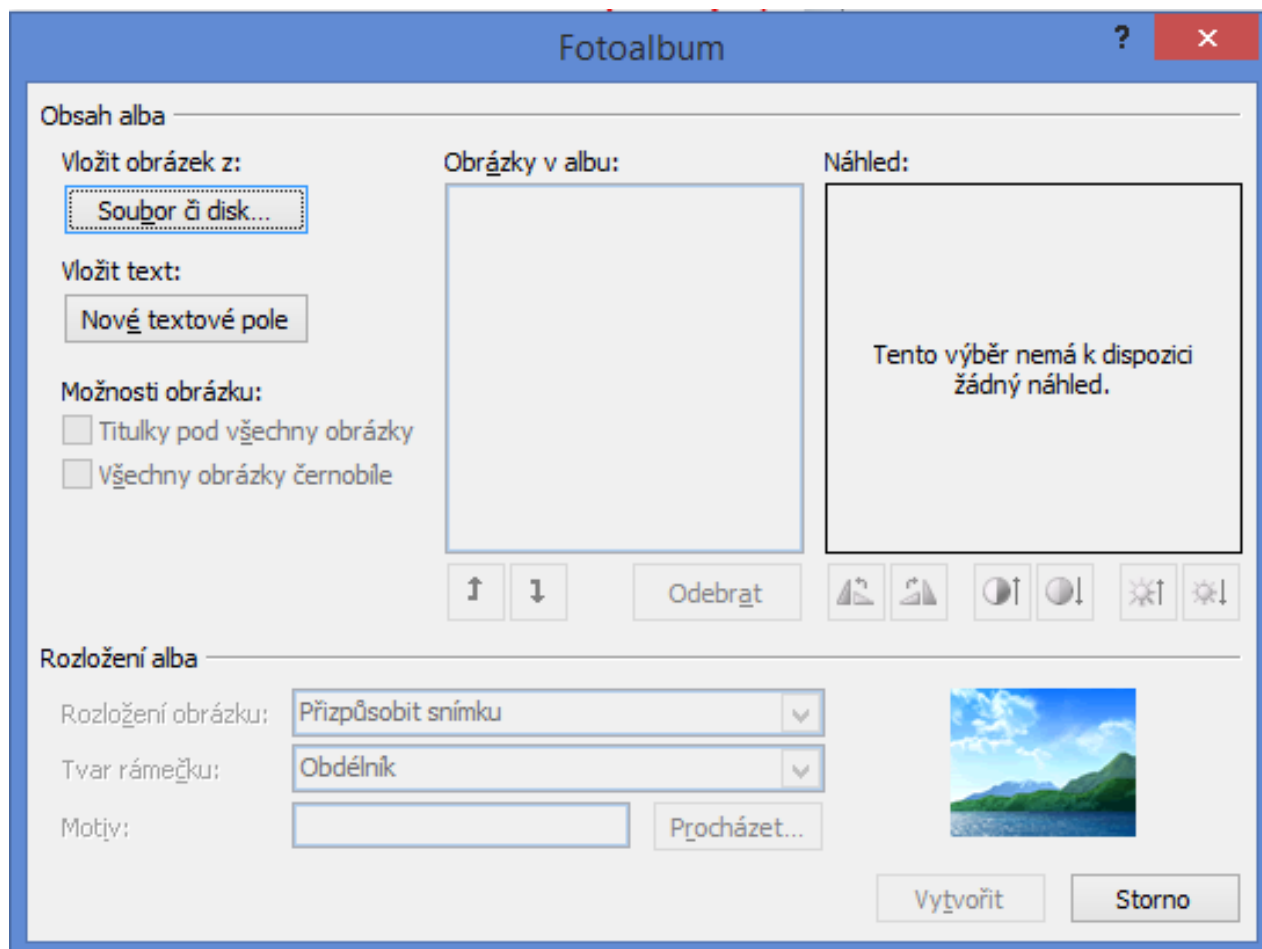 Fotoalbum
?
Obsah alba
Vložit obrázek z:
Soubor či disk...
Vložit text:
Nové textové pole
Možnosti obrázku:
Titulky pod všechny obrázky
Všechny obrázky černobíle
Obrázky v albu:
Odebrat
Náhled:
Tento výběr nemá k dispozici
žádný náhled.
Rozložení alba
Rozložení obrázku: Přizpůsobit snímku
Tvar rámečku: Obdélník
Motiv: Procházet...
Vytvořit Storno